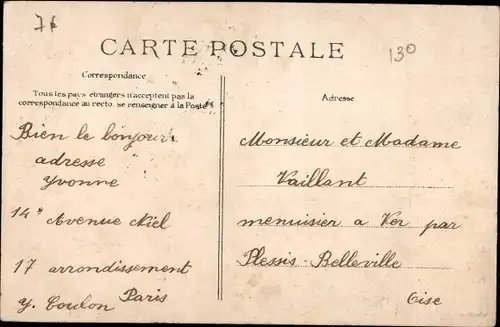 76
130
CARTE POSTALE
Correspondance
Tous les pays etrangers n'acceptent pas la
correspondance au recto. se renseigner à la Poste
Adresse
Bien le bonjour
adresse
Yvonne
14 Avenue Niel
17 arrondissement
Y. Coulon Paris
Monsieur et Madame
Vaillant
menuisier a Ver par
Plessis-Belleville
Oise